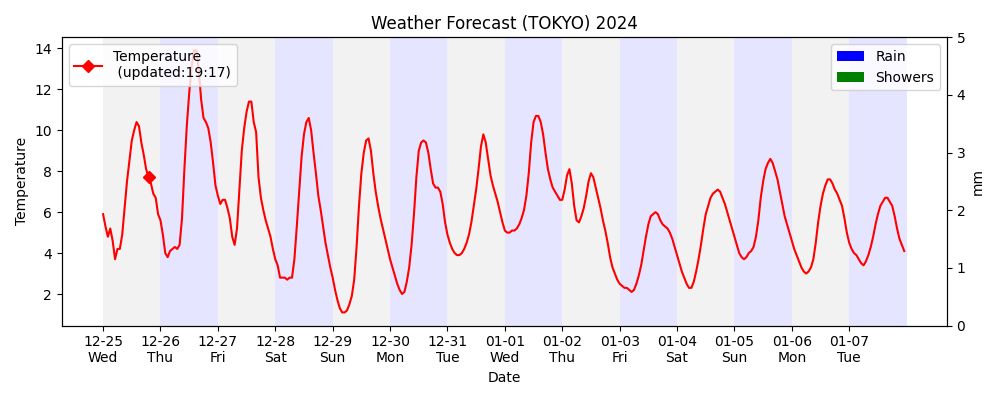 Weather Forecast (TOKYO) 2024
Temperature
(updated:19:17)
Rain
Showers
14
12
10
8
6
4
2
Temperature
5
4
3
2
1
0
mm
12-25 12-26 12-27 12-28 12-29 12-30 12-31 01-01 01-02 01-03 01-04 01-05 01-06 01-07
Wed Thu Fri Sat Sun Mon Tue Wed Thu Fri Sat Sun Mon Tue
Date